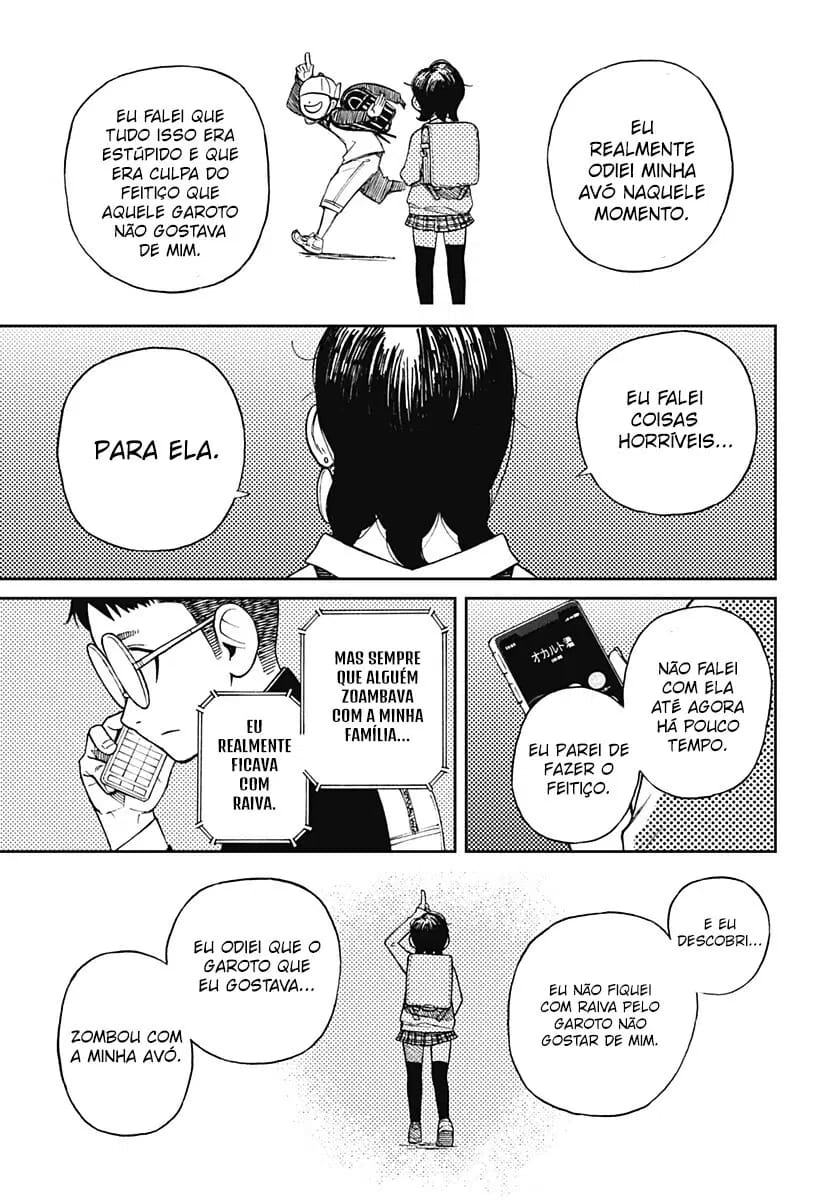 EU
REALMENTE
ODIEI MINHA
AVÓ NAQUELE
MOMENTO.
EU FALEI QUE
TUDO ISSO ERA
ESTÚPIDO E QUE
ERA CULPA DO
FEITIÇO QUE
AQUELE GAROTO
NÃO GOSTAVA
DE MIM.
EU FALEI
COISAS
HORRÍVEIS...
PARA ELA.
オカルト
NÃO FALEI
COM ELA
ATÉ AGORA
HÁ POUCO
TEMPO.
EU PAREI DE
FAZER O
FEITIÇO.
MAS SEMPRE
QUE ALGUÉM
ZOAMBAVA
COM A MINHA
FAMÍLIA...
EU
REALMENTE
FICAVA
COM
RAIVA.
E EU
DESCOBRI...
EU NÃO FIQUEI
COM RAIVA PELO
GAROTO NÃO
GOSTAR DE MIM.
EU ODIEI QUE O
GAROTO QUE
EU GOSTAVA...
ZOMBOU COM
A MINHA AVÓ.